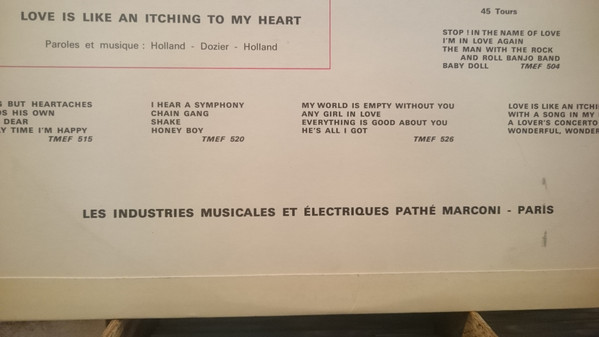 LOVE IS LIKE AN ITCHING TO MY HEART
Paroles et musique : Holland - Dozier - Holland
45 Tours
STOP ! IN THE NAME OF LOVE
I'M IN LOVE AGAIN
THE MAN WITH THE ROCK
AND ROLL BANJO BAND
BABY DOLL TMEF 504
BUT HEARTACHES
HIS OWN
DEAR
TIME I'M HAPPY
TMEF 515
I HEAR A SYMPHONY
CHAIN GANG
SHAKE
HONEY BOY
TMEF 520
MY WORLD IS EMPTY WITHOUT YOU
ANY GIRL IN LOVE
EVERYTHING IS GOOD ABOUT YOU
HE'S ALL I GOT
TMEF 526
LOVE IS LIKE AN
WITH A SONG IN MY
A LOVER'S CONCERTO
WONDERFUL,
LES INDUSTRIES MUSICALES ET ÉLECTRIQUES PATHÉ MARCONI - PARIS